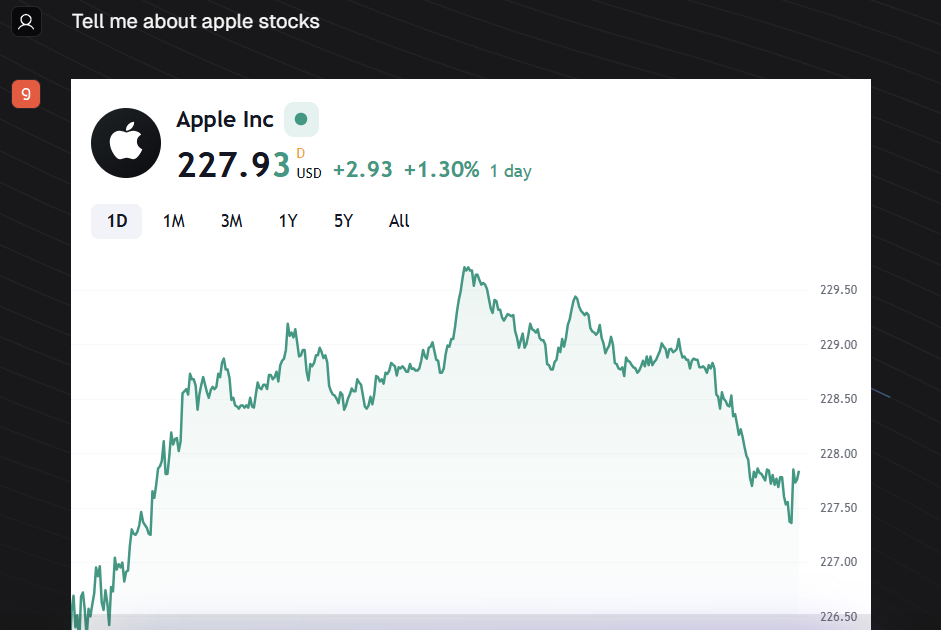 Tell me about apple stocks
9
Apple Inc
227.93 D USD +2.93 +1.30% 1 day
1D 1M 3M 1Y 5Y All
229.50
229.00
228.50
228.00
227.50
227.00
226.50